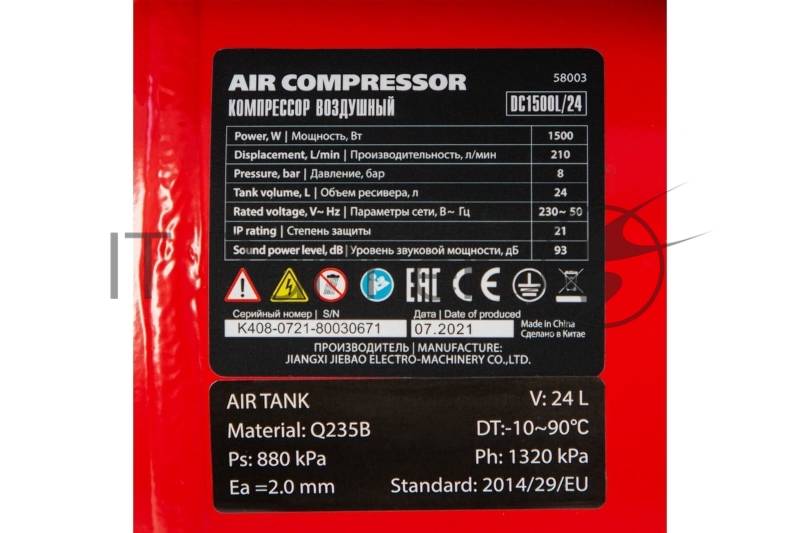 AIR COMPRESSOR 58003
КОМПРЕССОР ВОЗДУШНЫЙ DC1500L/24
Power, W | Мощность, Вт 1500
Displacement, L/min | Производительность, л/мин 210
Pressure, bar | Давление, бар 8
Tank volume, L | Объем ресивера, л 24
Rated voltage, V~ Hz | Параметры сети, В~ Гц 230~ 50
IP rating | Степень защиты 21
Sound power level, dB | Уровень звуковой мощности, дБ 93
EAC CE
Серийный номер | S/N Дата | Date of produced
K408-0721-80030671 07.2021 Made in China
Сделано в Китае
ПРОИЗВОДИТЕЛЬ | MANUFACTURE:
JIANGXI JIEBAO ELECTRO-MACHINERY CO.,LTD.
AIR TANK V: 24 L
Material: Q235B DT:-10~90℃
Ps: 880 kPa Ph: 1320 kPa
Ea =2.0 mm Standard: 2014/29/EU